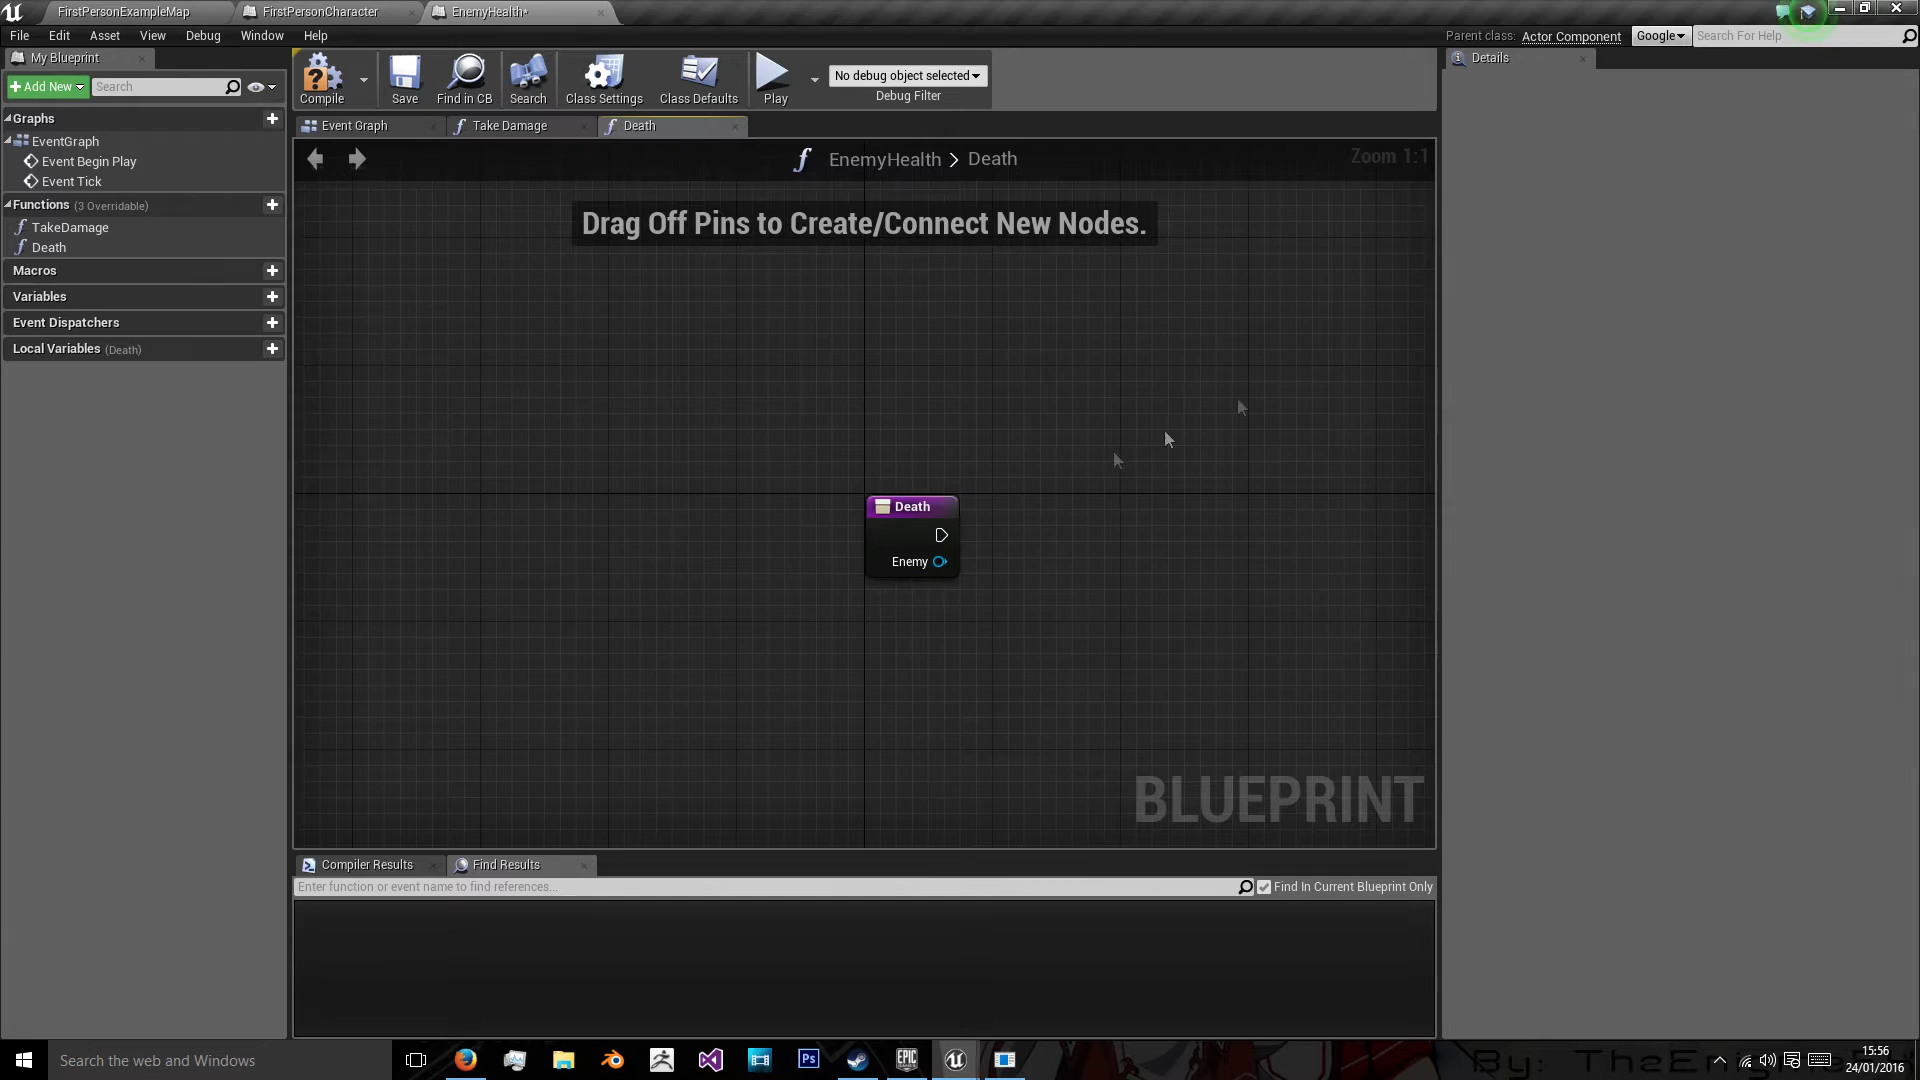 FirstPersonExampleMap
FirstPersonCharacter
EnemyHealth*
File Edit Asset View Debug Window Help
Parent class: Actor Component Google Search For Help
My Blueprint
Add New Search
Compile Save Find in CB Search Class Settings Class Defaults Play
No debug object selected
Debug Filter
Details
Graphs
EventGraph
Event Begin Play
Event Tick
Functions (3 Overridable)
TakeDamage
Death
Macros
Variables
Event Dispatchers
Local Variables (Death)
Event Graph Take Damage Death
EnemyHealth > Death
Zoom 1:1
Drag Off Pins to Create/Connect New Nodes.
Death
Enemy
BLUEPRINT
Compiler Results Find Results
Enter function or event name to find references...
Find In Current Blueprint Only
Search the web and Windows
Ps
EPIC
GAMES
15:56
24/01/2016